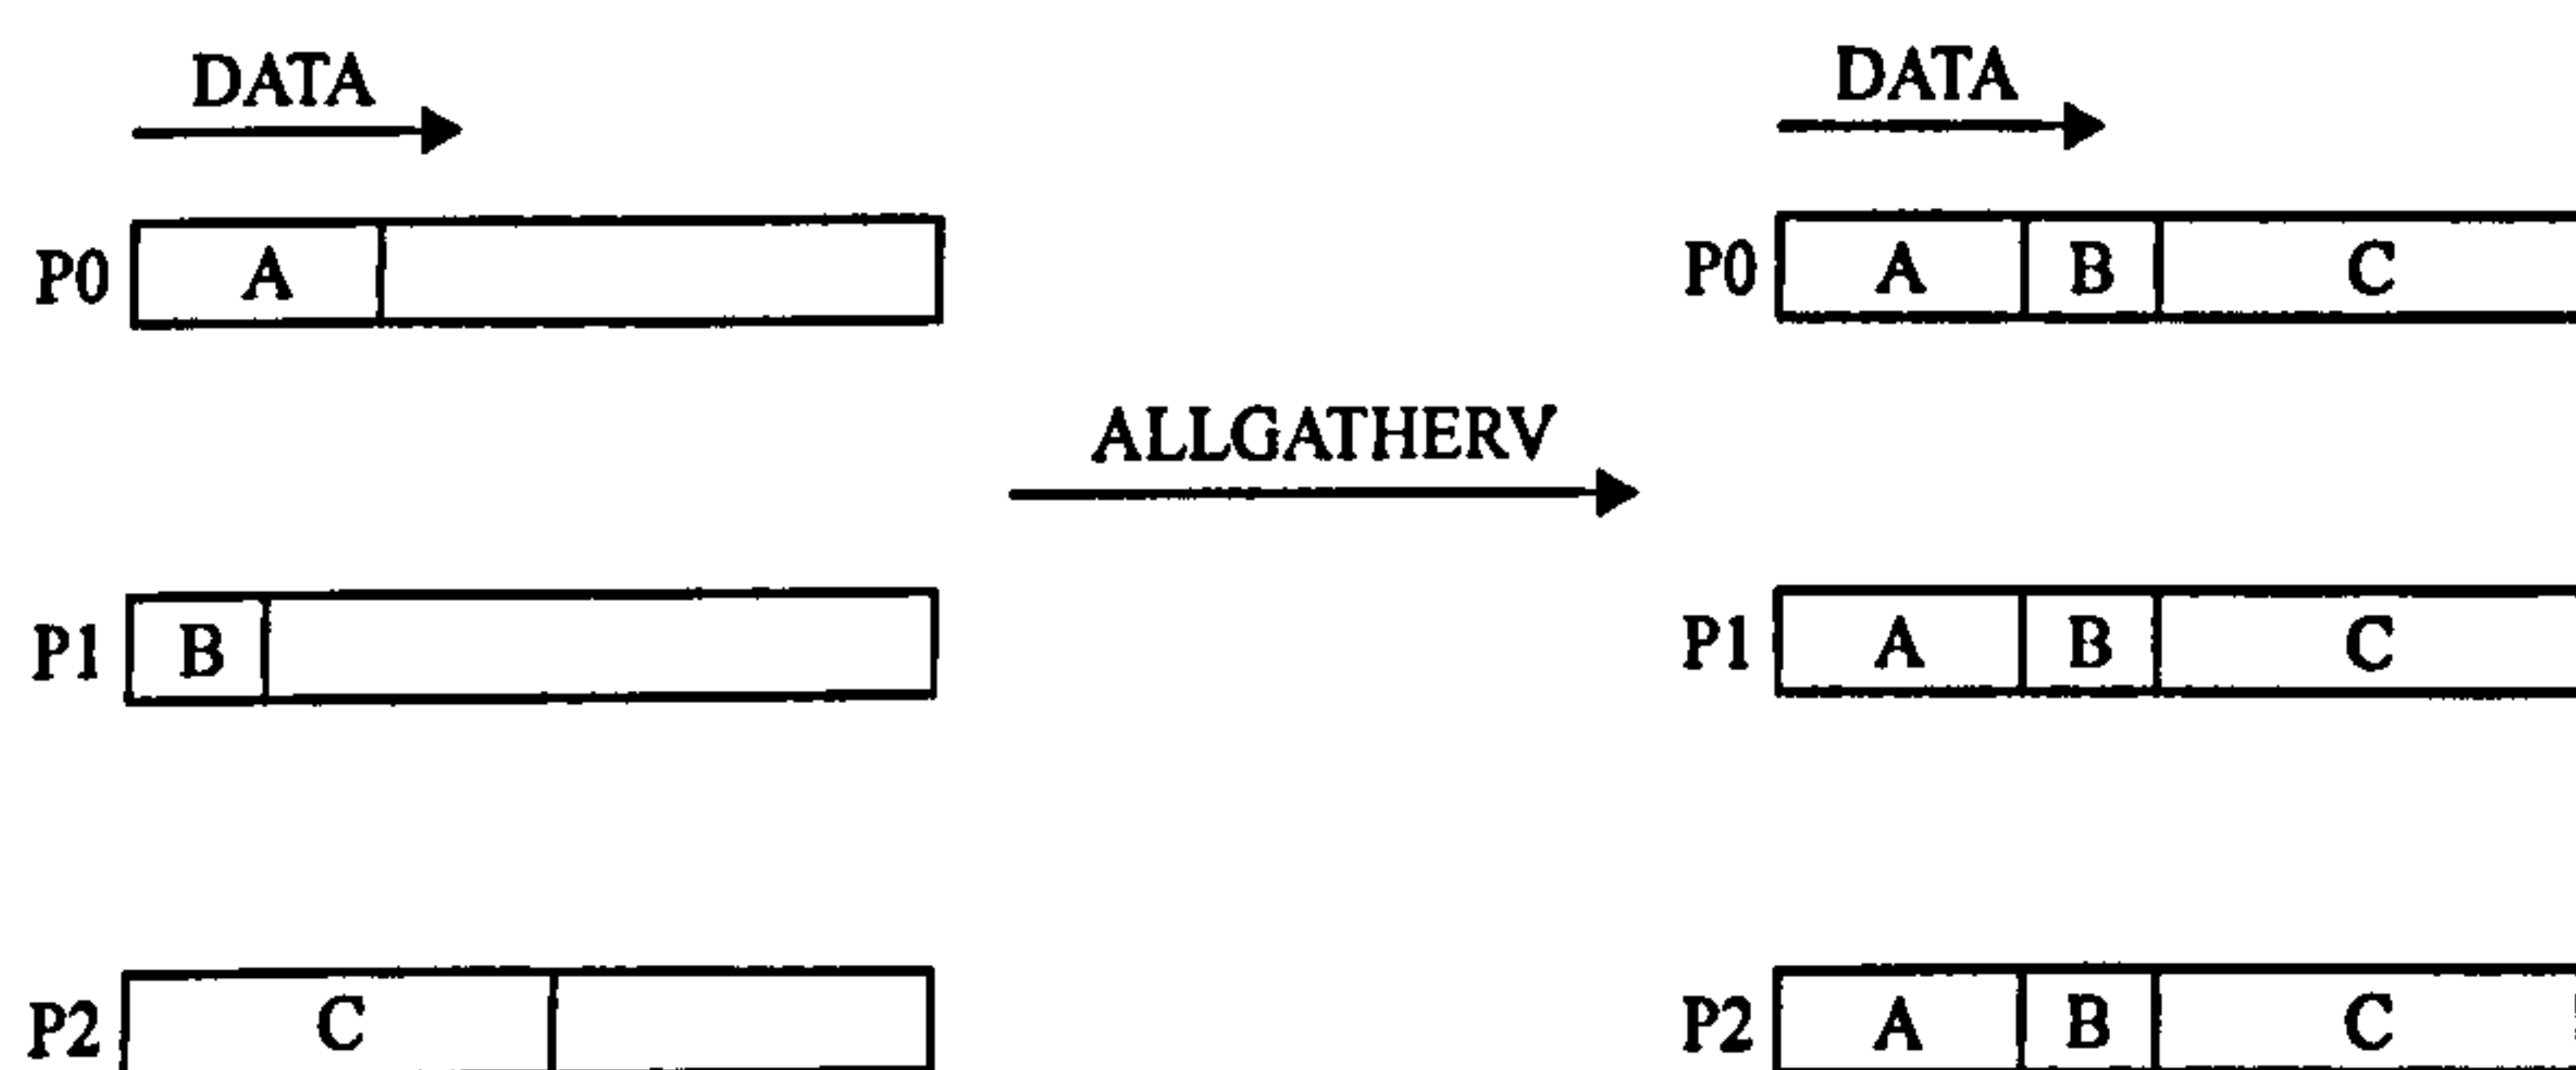 DATA
DATA
P0 A
P0 A B C
ALLGATHERV
P1 B
P1 A B C
P2 C
P2 A B C